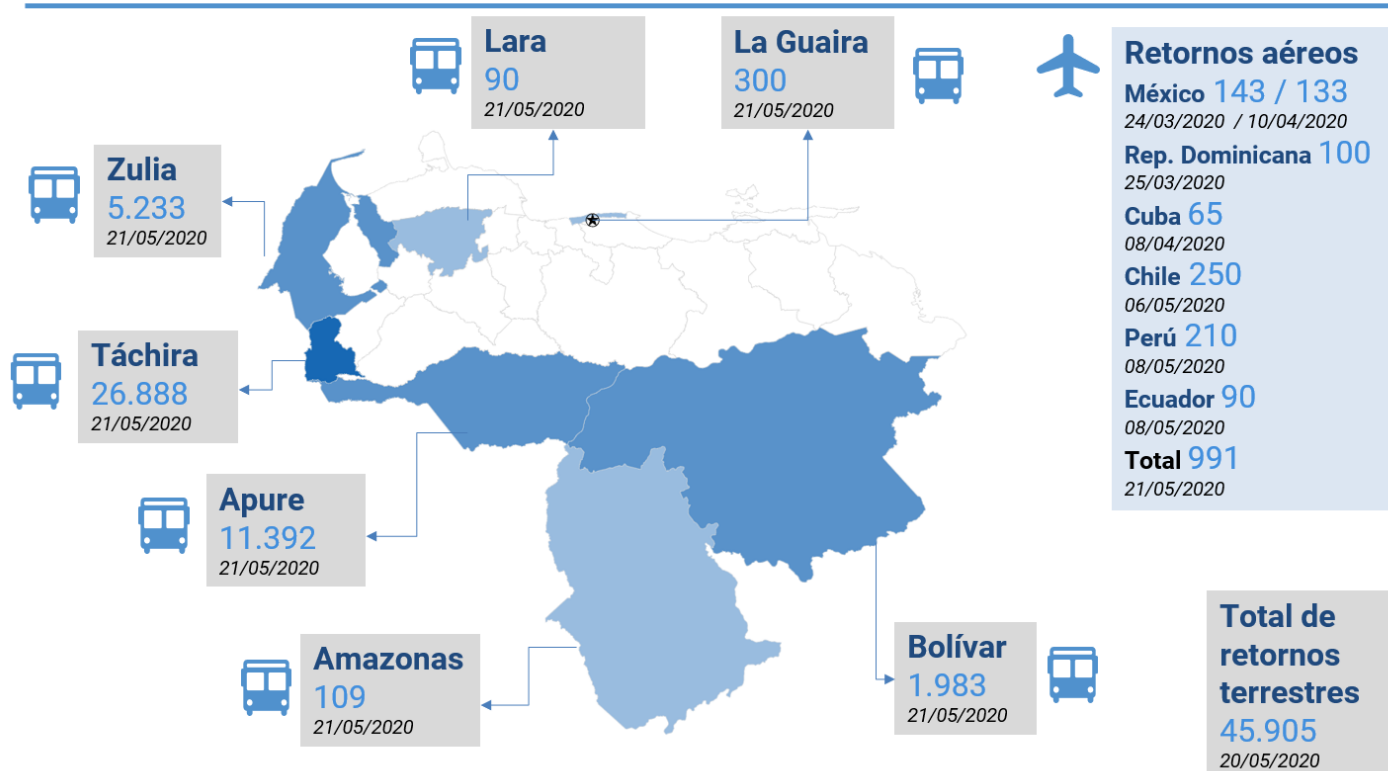 Lara
90
21/05/2020
La Guaira
300
21/05/2020
Retornos aéreos
México 143 / 133
24/03/2020 / 10/04/2020
Rep. Dominicana 100
25/03/2020
Cuba 65
08/04/2020
Chile 250
06/05/2020
Perú 210
08/05/2020
Ecuador 90
08/05/2020
Total 991
21/05/2020
Zulia
5.233
21/05/2020
Táchira
26.888
21/05/2020
Apure
11.392
21/05/2020
Amazonas
109
21/05/2020
Bolívar
1.983
21/05/2020
Total de
retornos
terrestres
45.905
20/05/2020